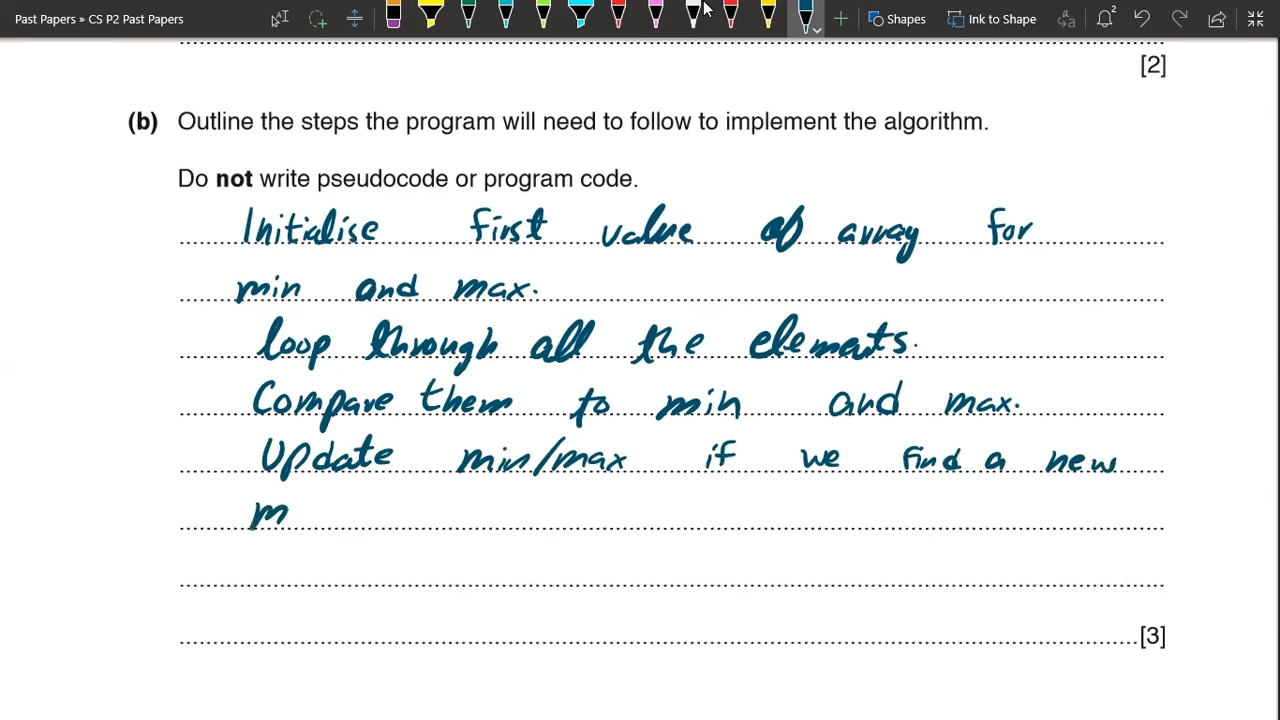 Past Papers » CS P2 Past Papers
Shapes
Ink to Shape
2
[2]
(b) Outline the steps the program will need to follow to implement the algorithm.
Do not write pseudocode or program code.
Initialise first value of array for
min and max.
loop through all the elements.
Compare them to min and max.
Update min/max if we find a new
m
[3]